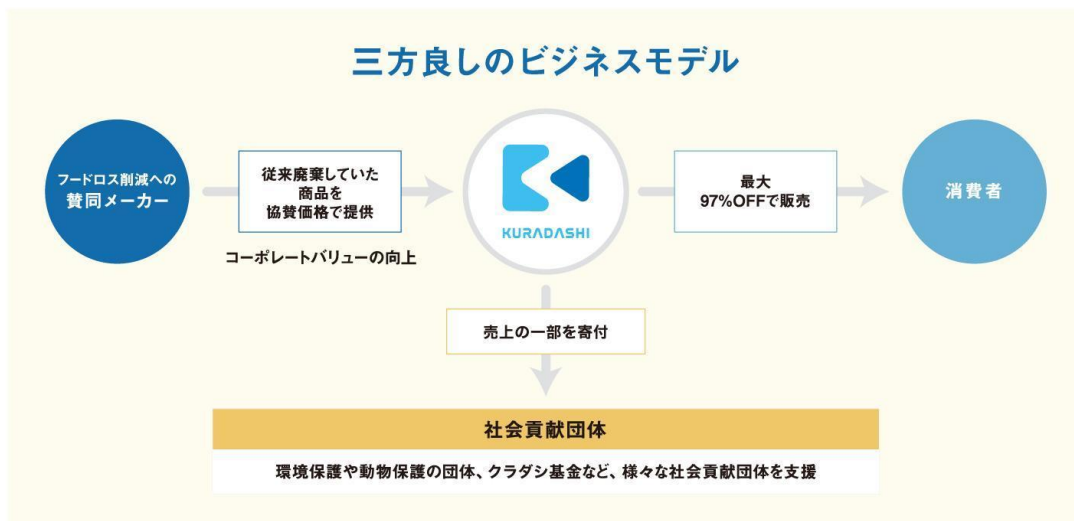 三方良しのビジネスモデル
フードロス削減への
賛同メーカー
従来廃棄していた
商品を
協賛価格で提供
コーポレートバリューの向上
KURADASHI
最大
97%OFFで販売
消費者
売上の一部を寄付
社会貢献団体
環境保護や動物保護の団体、クラダシ基金など、様々な社会貢献団体を支援